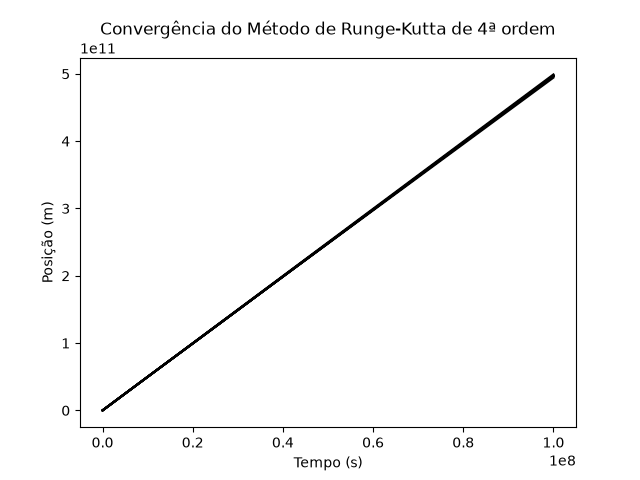 Convergência do Método de Runge-Kutta de 4ª ordem
1e11
5
4
3
2
1
0
Posição (m)
0.0 0.2 0.4 0.6 0.8 1.0
Tempo (s)
1e8